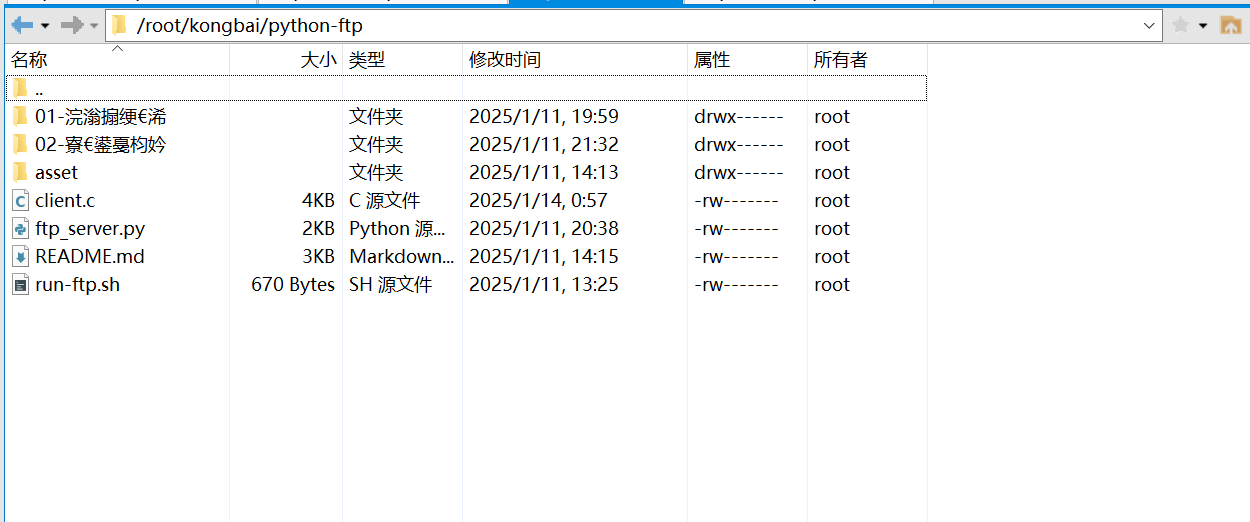 /root/kongbai/python-ftp
名称 大小 类型 修改时间 属性 所有者
..
01-浣滃搧绠€浠 文件夹 2025/1/11, 19:59 drwx------ root
02-寮€鍙戞枃妗 文件夹 2025/1/11, 21:32 drwx------ root
asset 文件夹 2025/1/11, 14:13 drwx------ root
client.c 4KB C 源文件 2025/1/14, 0:57 -rw------- root
ftp_server.py 2KB Python 源... 2025/1/11, 20:38 -rw------- root
README.md 3KB Markdown... 2025/1/11, 14:15 -rw------- root
run-ftp.sh 670 Bytes SH 源文件 2025/1/11, 13:25 -rw------- root